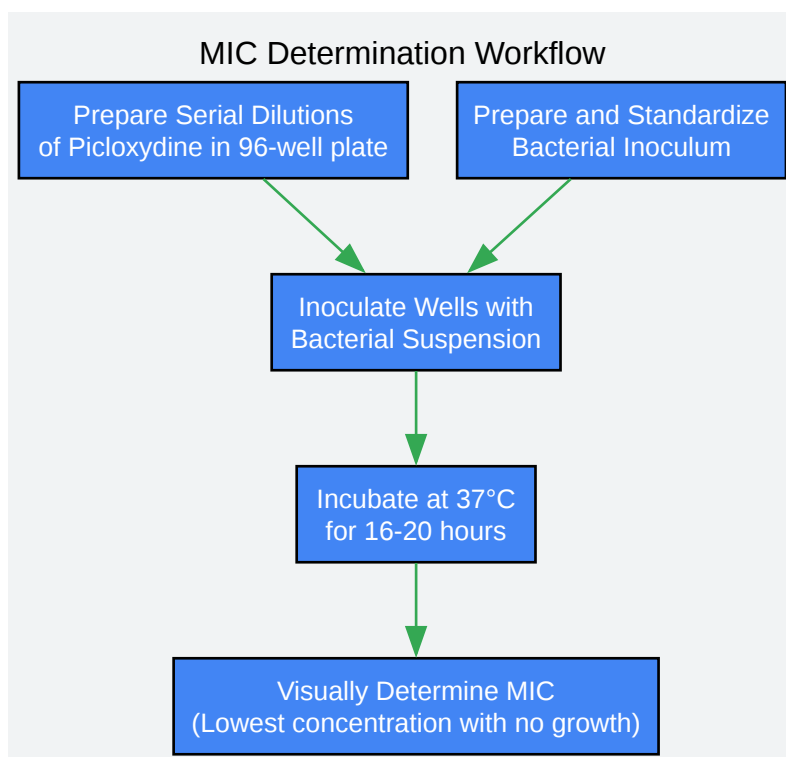 MIC Determination Workflow
Prepare Serial Dilutions
of Picloxydine in 96-well plate
Prepare and Standardize
Bacterial Inoculum
Inoculate Wells with
Bacterial Suspension
Incubate at 37°C
for 16-20 hours
Visually Determine MIC
(Lowest concentration with no growth)